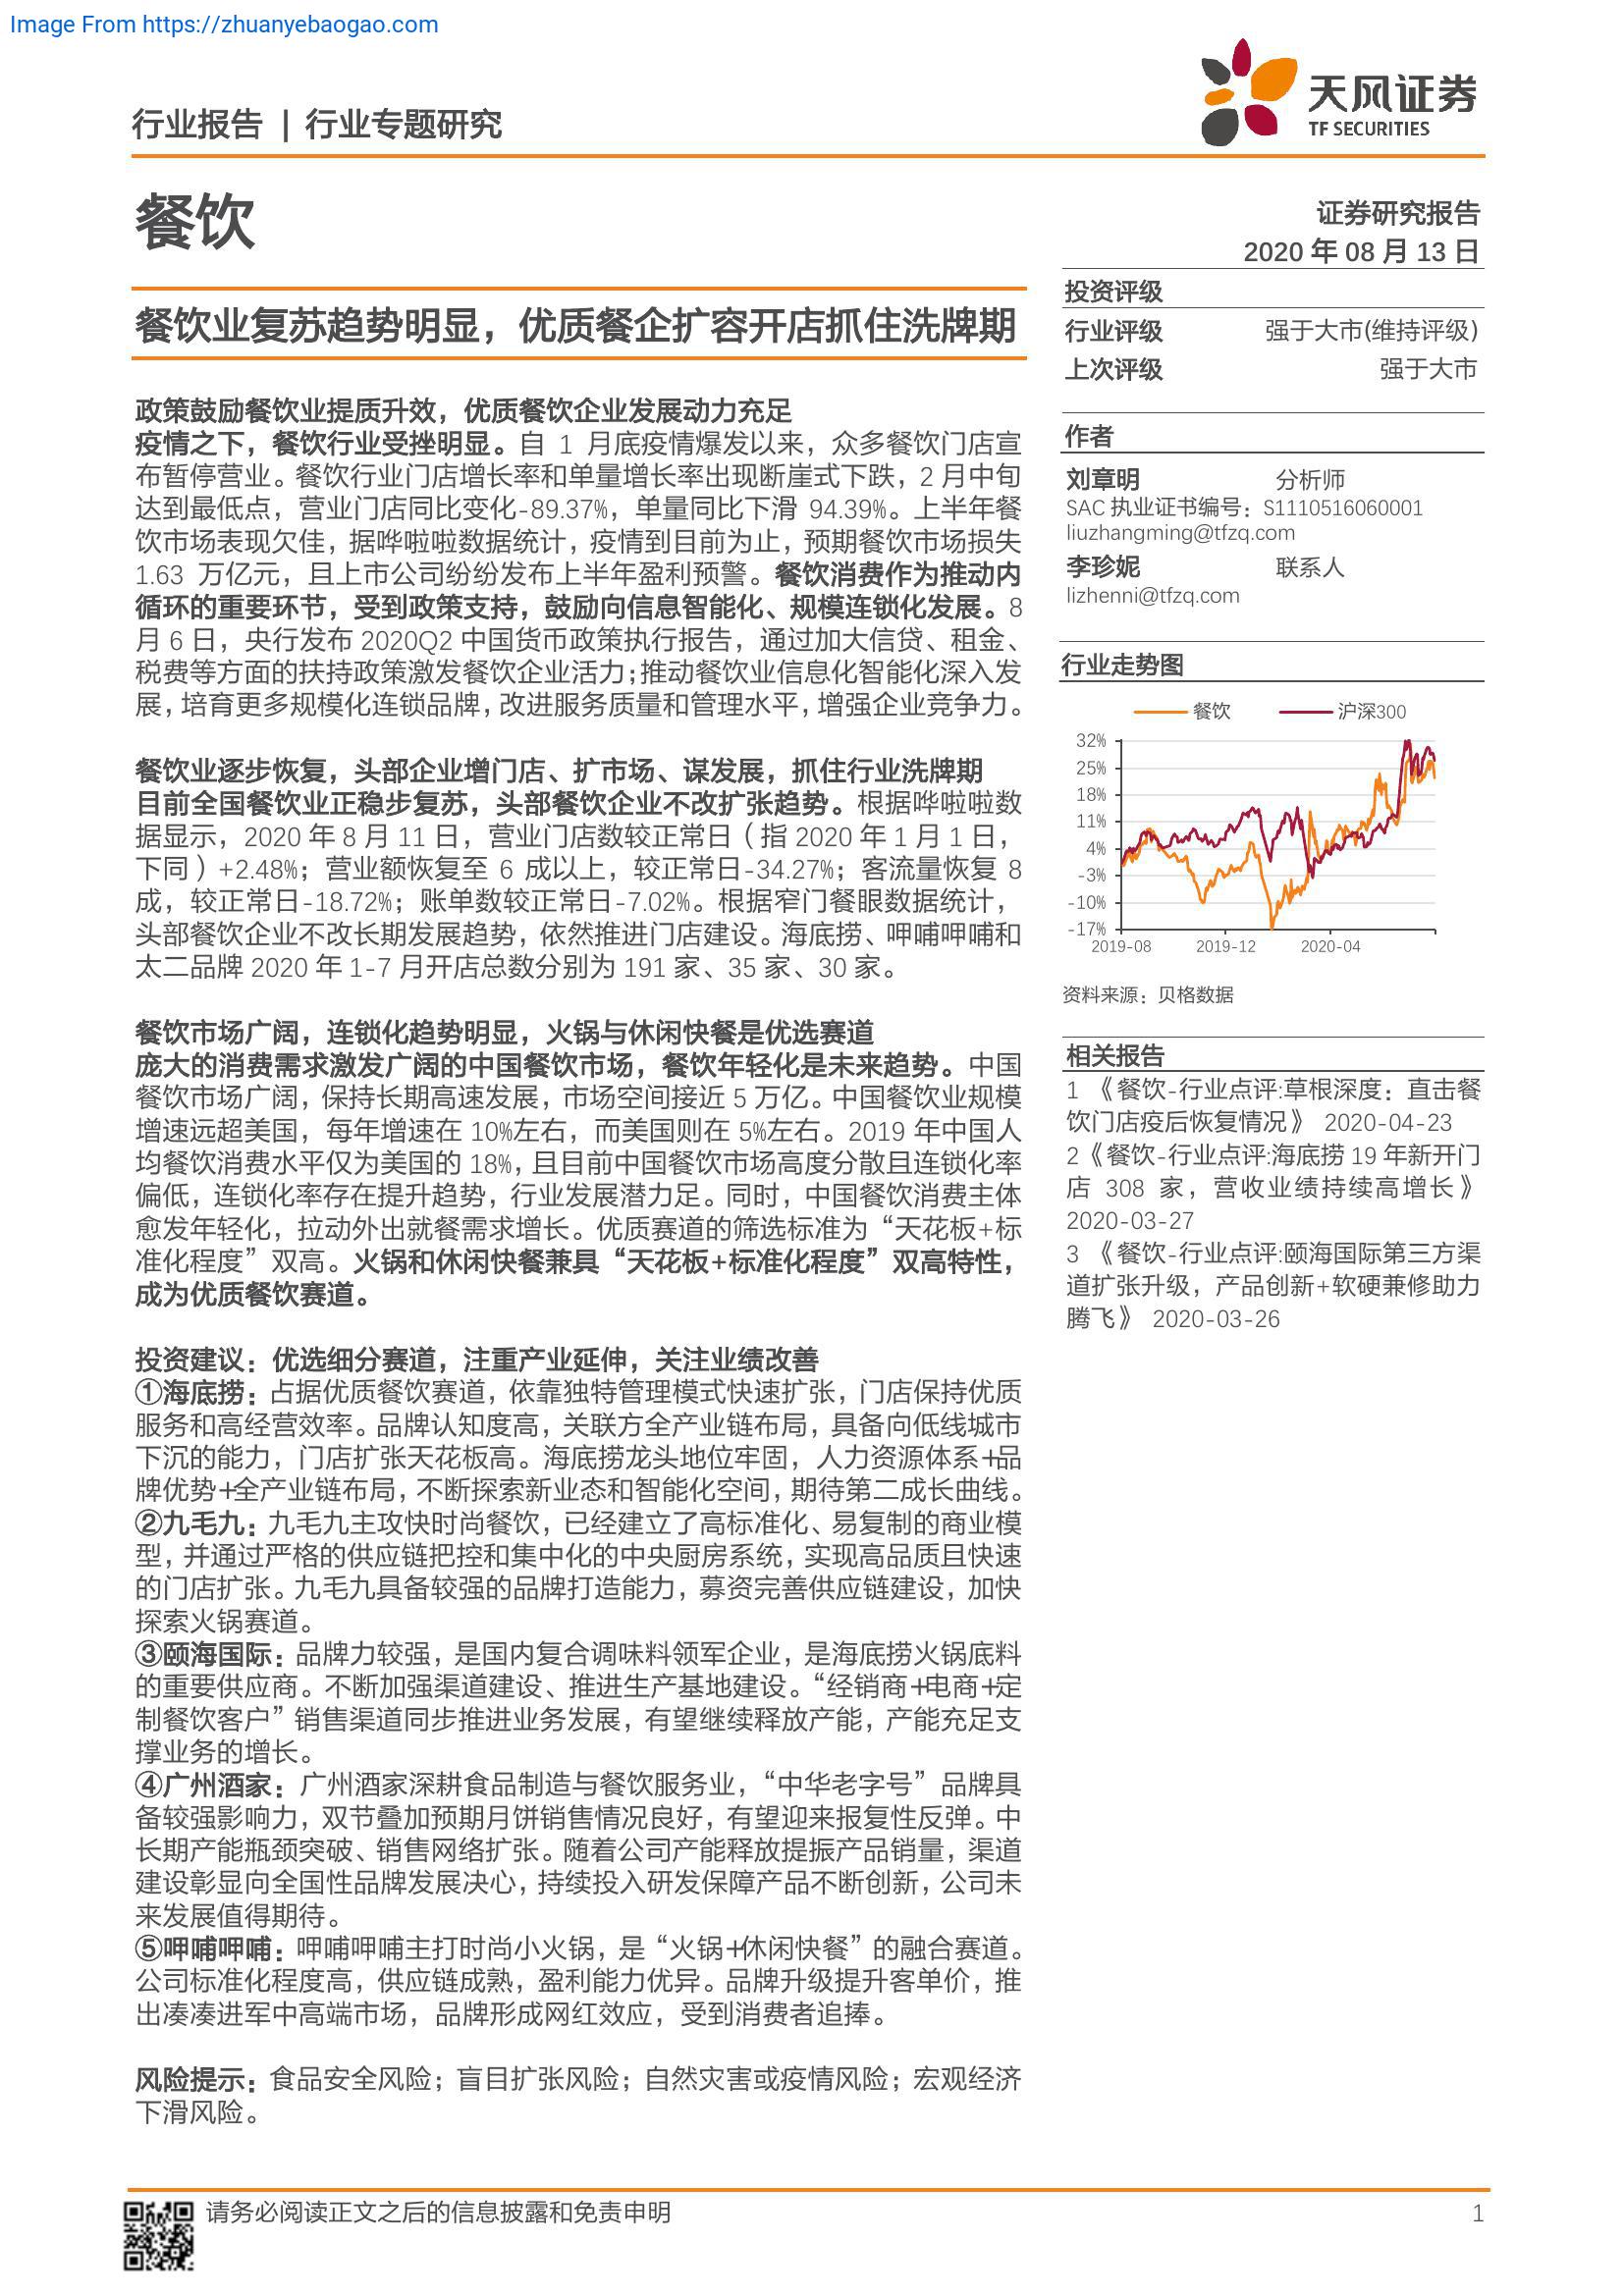 Image From https://zhuanyebaogao.com
行业报告 | 行业专题研究
天风证券
TF SECURITIES
餐饮
证券研究报告
2020 年 08 月 13 日
餐饮业复苏趋势明显，优质餐企扩容开店抓住洗牌期
政策鼓励餐饮业提质升效，优质餐饮企业发展动力充足
疫情之下，餐饮行业受挫明显。自 1 月底疫情爆发以来，众多餐饮门店宣
布暂停营业。餐饮行业门店增长率和单量增长率出现断崖式下跌，2 月中旬
达到最低点，营业门店同比变化-89.37%，单量同比下滑 94.39%。上半年餐
饮市场表现欠佳，据哗啦啦数据统计，疫情到目前为止，预期餐饮市场损失
1.63 万亿元，且上市公司纷纷发布上半年盈利预警。餐饮消费作为推动内
循环的重要环节，受到政策支持，鼓励向信息智能化、规模连锁化发展。8
月 6 日，央行发布 2020Q2 中国货币政策执行报告，通过加大信贷、租金、
税费等方面的扶持政策激发餐饮企业活力；推动餐饮业信息化智能化深入发
展，培育更多规模化连锁品牌，改进服务质量和管理水平，增强企业竞争力。
餐饮业逐步恢复，头部企业增门店、扩市场、谋发展，抓住行业洗牌期
目前全国餐饮业正稳步复苏，头部餐饮企业不改扩张趋势。根据哗啦啦数
据显示，2020 年 8 月 11 日，营业门店数较正常日（指 2020 年 1 月 1 日，
下同）+2.48%；营业额恢复至 6 成以上，较正常日-34.27%；客流量恢复 8
成，较正常日-18.72%；账单数较正常日-7.02%。根据窄门餐眼数据统计，
头部餐饮企业不改长期发展趋势，依然推进门店建设。海底捞、呷哺呷哺和
太二品牌 2020 年 1-7 月开店总数分别为 191 家、35 家、30 家。
餐饮市场广阔，连锁化趋势明显，火锅与休闲快餐是优选赛道
庞大的消费需求激发广阔的中国餐饮市场，餐饮年轻化是未来趋势。中国
餐饮市场广阔，保持长期高速发展，市场空间接近 5 万亿。中国餐饮业规模
增速远超美国，每年增速在 10%左右，而美国则在 5%左右。2019 年中国人
均餐饮消费水平仅为美国的 18%，且目前中国餐饮市场高度分散且连锁化率
偏低，连锁化率存在提升趋势，行业发展潜力足。同时，中国餐饮消费主体
愈发年轻化，拉动外出就餐需求增长。优质赛道的筛选标准为“天花板+标
准化程度”双高。火锅和休闲快餐兼具“天花板+标准化程度”双高特性，
成为优质餐饮赛道。
投资建议：优选细分赛道，注重产业延伸，关注业绩改善
①海底捞：占据优质餐饮赛道，依靠独特管理模式快速扩张，门店保持优质
服务和高经营效率。品牌认知度高，关联方全产业链布局，具备向低线城市
下沉的能力，门店扩张天花板高。海底捞龙头地位牢固，人力资源体系+品
牌优势+全产业链布局，不断探索新业态和智能化空间，期待第二成长曲线。
②九毛九：九毛九主攻快时尚餐饮，已经建立了高标准化、易复制的商业模
型，并通过严格的供应链把控和集中化的中央厨房系统，实现高品质且快速
的门店扩张。九毛九具备较强的品牌打造能力，募资完善供应链建设，加快
探索火锅赛道。
③颐海国际：品牌力较强，是国内复合调味料领军企业，是海底捞火锅底料
的重要供应商。不断加强渠道建设、推进生产基地建设。“经销商+电商+定
制餐饮客户”销售渠道同步推进业务发展，有望继续释放产能，产能充足支
撑业务的增长。
④广州酒家：广州酒家深耕食品制造与餐饮服务业，“中华老字号”品牌具
备较强影响力，双节叠加预期月饼销售情况良好，有望迎来报复性反弹。中
长期产能瓶颈突破、销售网络扩张。随着公司产能释放提振产品销量，渠道
建设彰显向全国性品牌发展决心，持续投入研发保障产品不断创新，公司未
来发展值得期待。
⑤呷哺呷哺：呷哺呷哺主打时尚小火锅，是“火锅+休闲快餐”的融合赛道。
公司标准化程度高，供应链成熟，盈利能力优异。品牌升级提升客单价，推
出凑凑进军中高端市场，品牌形成网红效应，受到消费者追捧。
风险提示：食品安全风险；盲目扩张风险；自然灾害或疫情风险；宏观经济
下滑风险。
投资评级
行业评级 强于大市(维持评级)
上次评级 强于大市
作者
刘章明 分析师
SAC 执业证书编号：S1110516060001
liuzhangming@tfzq.com
李珍妮 联系人
lizhenni@tfzq.com
行业走势图
餐饮 沪深300
32%
25%
18%
11%
4%
-3%
-10%
-17%
2019-08 2019-12 2020-04
资料来源：贝格数据
相关报告
1 《餐饮-行业点评:草根深度：直击餐
饮门店疫后恢复情况》 2020-04-23
2《餐饮-行业点评:海底捞 19 年新开门
店 308 家，营收业绩持续高增长》
2020-03-27
3 《餐饮-行业点评:颐海国际第三方渠
道扩张升级，产品创新+软硬兼修助力
腾飞》 2020-03-26
请务必阅读正文之后的信息披露和免责申明 1